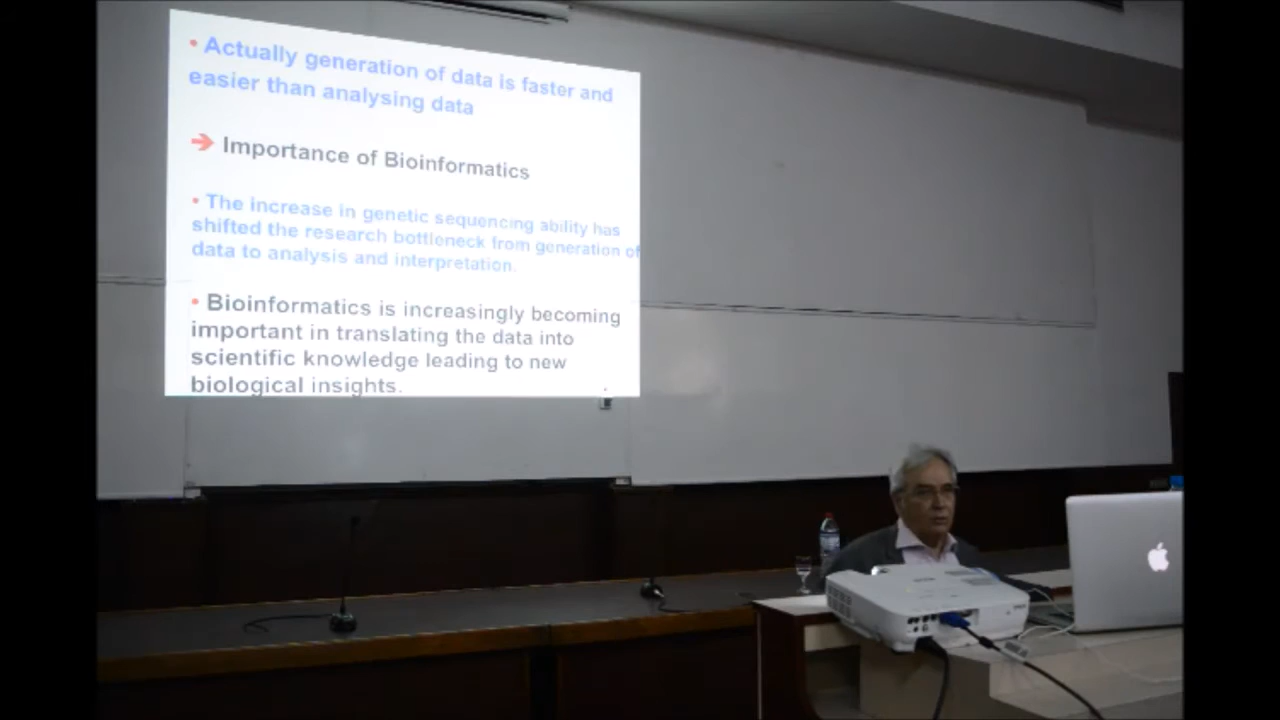 • Actually generation of data is faster and
easier than analysing data
➔ Importance of Bioinformatics
• The increase in genetic sequencing ability has
shifted the research bottleneck from generation of
data to analysis and interpretation.
• Bioinformatics is increasingly becoming
important in translating the data into
scientific knowledge leading to new
biological insights.